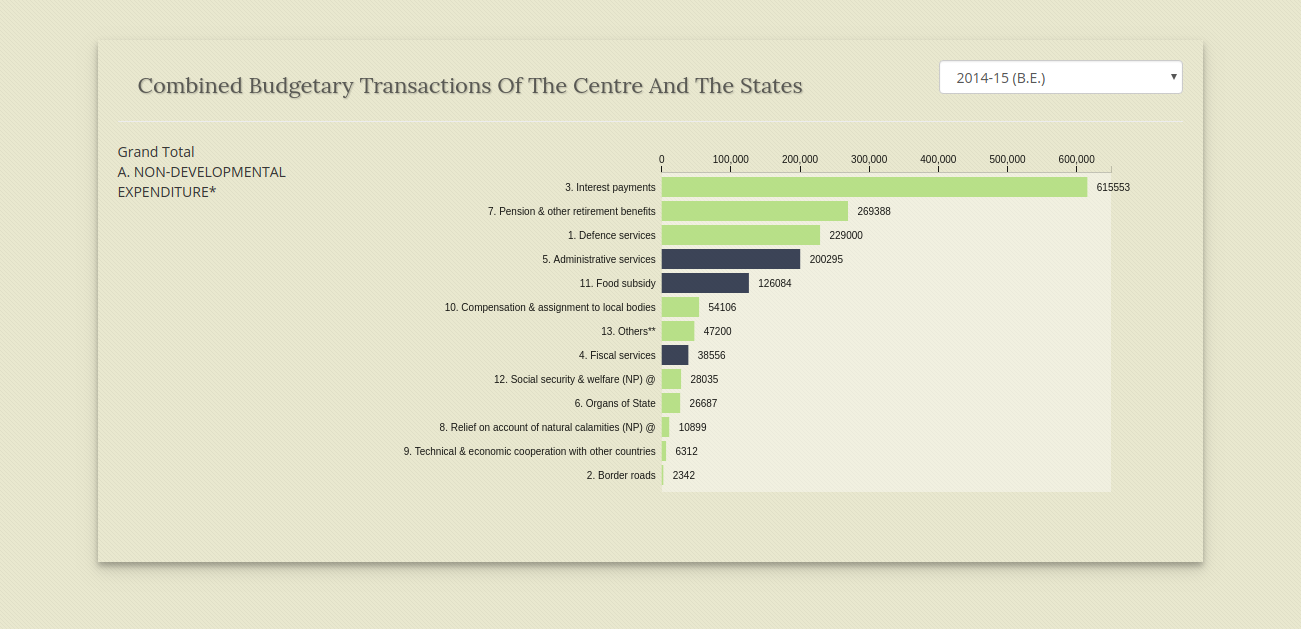 Combined Budgetary Transactions Of The Centre And The States
2014-15 (B.E.)
Grand Total
A. NON-DEVELOPMENTAL
EXPENDITURE*
0 100,000 200,000 300,000 400,000 500,000 600,000
3. Interest payments 615553
7. Pension & other retirement benefits 269388
1. Defence services 229000
5. Administrative services 200295
11. Food subsidy 126084
10. Compensation & assignment to local bodies 54106
13. Others** 47200
4. Fiscal services 38556
12. Social security & welfare (NP) @ 28035
6. Organs of State 26687
8. Relief on account of natural calamities (NP) @ 10899
9. Technical & economic cooperation with other countries 6312
2. Border roads 2342